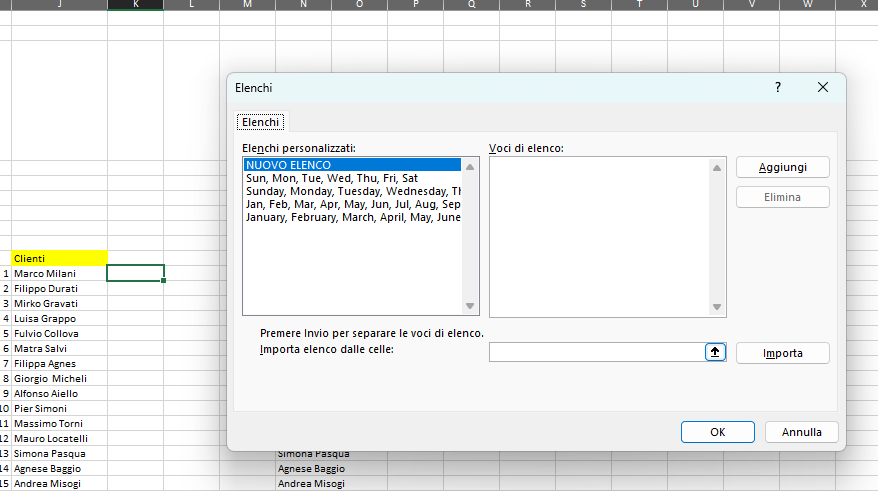 J K L M N O P Q R S T U V W X
Elenchi ?
Elenchi
Elenchi personalizzati:
Voci di elenco:
NUOVO ELENCO
Sun, Mon, Tue, Wed, Thu, Fri, Sat
Sunday, Monday, Tuesday, Wednesday, Th
Jan, Feb, Mar, Apr, May, Jun, Jul, Aug, Sep
January, February, March, April, May, June
Aggiungi
Elimina
Premere Invio per separare le voci di elenco.
Importa elenco dalle celle:
Importa
OK
Annulla
Clienti
1 Marco Milani
2 Filippo Durati
3 Mirko Gravati
4 Luisa Grappo
5 Fulvio Collova
6 Matra Salvi
7 Filippa Agnes
8 Giorgio Micheli
9 Alfonso Aiello
10 Pier Simoni
11 Massimo Torni
12 Mauro Locatelli
13 Simona Pasqua Simona Pasqua
14 Agnese Baggio Agnese Baggio
15 Andrea Misogi Andrea Misogi